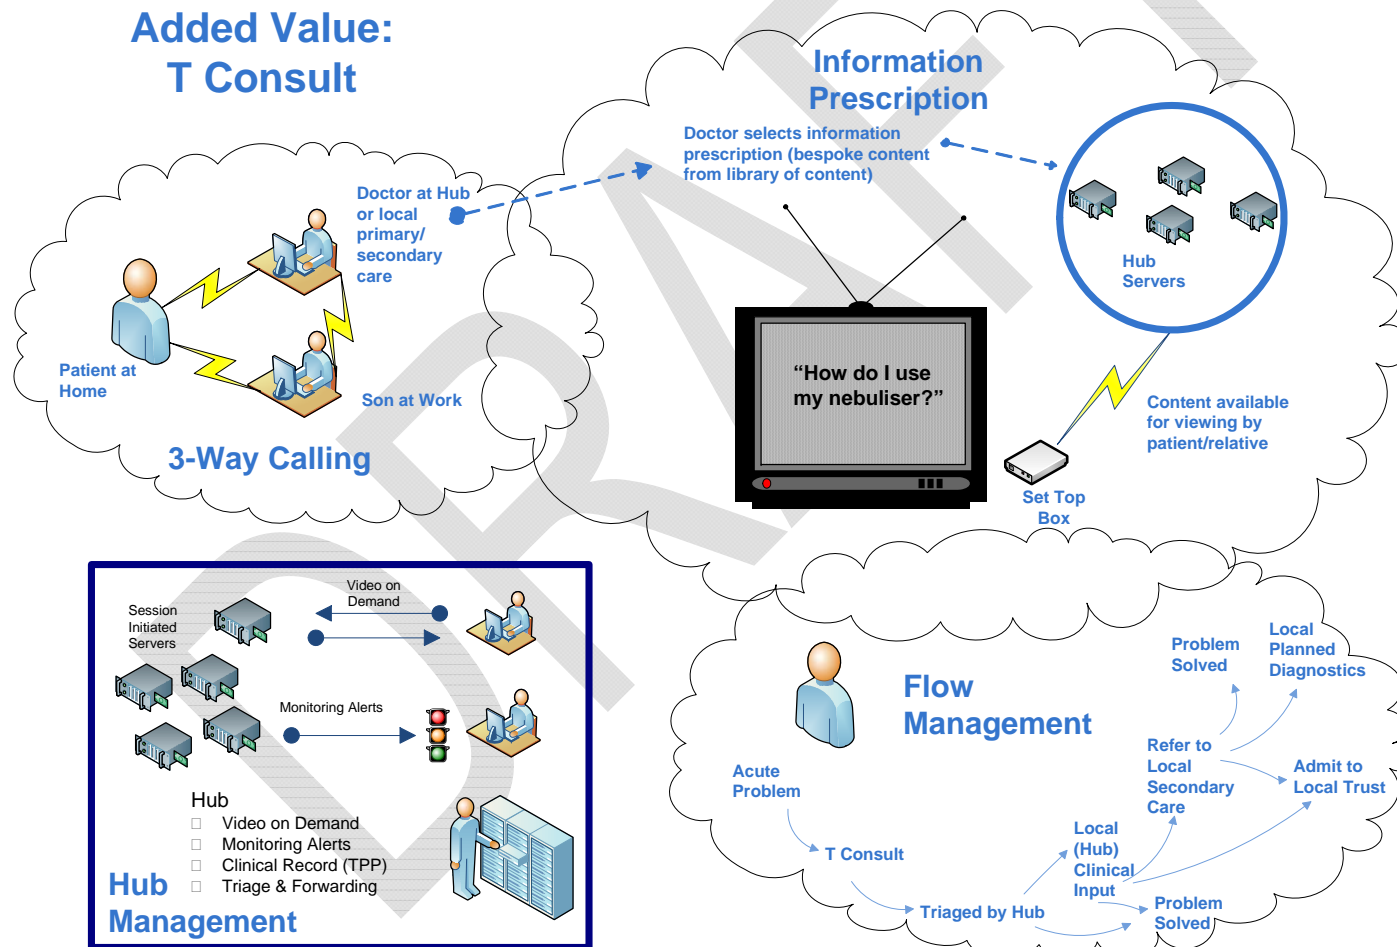 Added Value:
T Consult
Doctor at Hub
or local
primary/
secondary
care
Patient at
Home
Son at Work
3-Way Calling
Information
Prescription
Doctor selects information
prescription (bespoke content
from library of content)
Hub
Servers
“How do I use
my nebuliser?”
Content available
for viewing by
patient/relative
Set Top
Box
Session
Initiated
Servers
Video on
Demand
Monitoring Alerts
Hub
Video on Demand
Monitoring Alerts
Clinical Record (TPP)
Triage & Forwarding
Hub
Management
Flow
Management
Acute
Problem
T Consult
Triaged by Hub
Local
(Hub)
Clinical
Input
Problem
Solved
Refer to
Local
Secondary
Care
Problem
Solved
Local
Planned
Diagnostics
Admit to
Local Trust
DRAFT